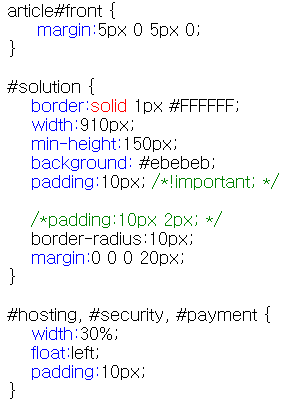 article#front {
margin:5px 0 5px 0;
}
#solution {
border:solid 1px #FFFFFF;
width:910px;
min-height:150px;
background: #ebebeb;
padding:10px; /*!important; */
/*padding:10px 2px; */
border-radius:10px;
margin:0 0 0 20px;
}
#hosting, #security, #payment {
width:30%;
float:left;
padding:10px;
}